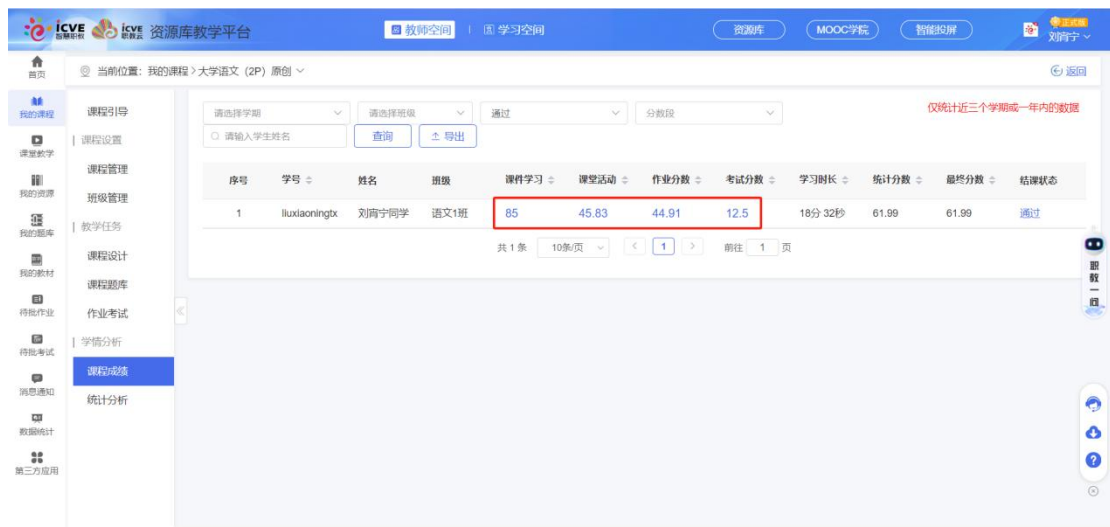 icve 智慧职教 icve 职教云 资源库教学平台 教师空间 学习空间 资源库 MOOC学院 智能投屏 正式版
刘宵宁
首页 当前位置：我的课程>大学语文（2P）原创 返回
我的课程
课堂教学
我的资源
我的题库
我的教材
待批作业
待批考试
消息通知
数据统计
第三方应用
课程引导
课程设置
课程管理
班级管理
教学任务
课程设计
课程题库
作业考试
学情分析
课程成绩
统计分析
请选择学期 请选择班级 通过 分数段 仅统计近三个学期或一年内的数据
请输入学生姓名 查询 导出
序号 学号 姓名 班级 课件学习 课堂活动 作业分数 考试分数 学习时长 统计分数 最终分数 结课状态
1 liuxiaoningtx 刘宵宁同学 语文1班 85 45.83 44.91 12.5 18分32秒 61.99 61.99 通过
共 1 条 10条/页 < 1 > 前往 1 页
职教一问